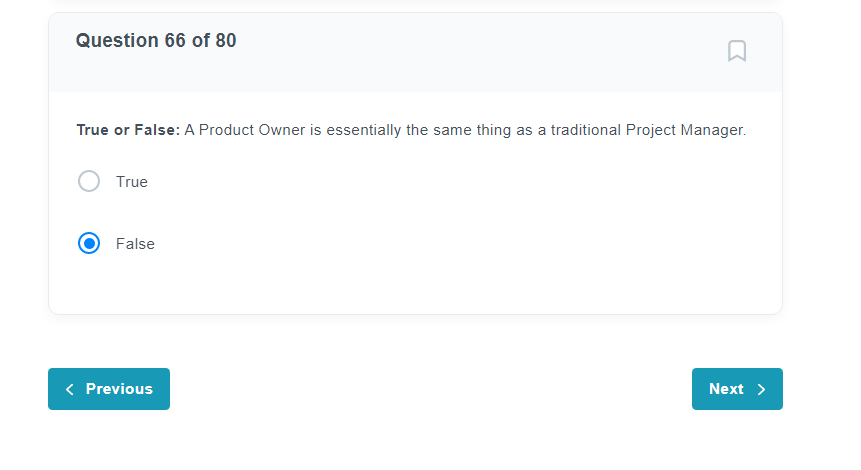 Question 66 of 80
True or False: A Product Owner is essentially the same thing as a traditional Project Manager.
True
False
Previous
Next